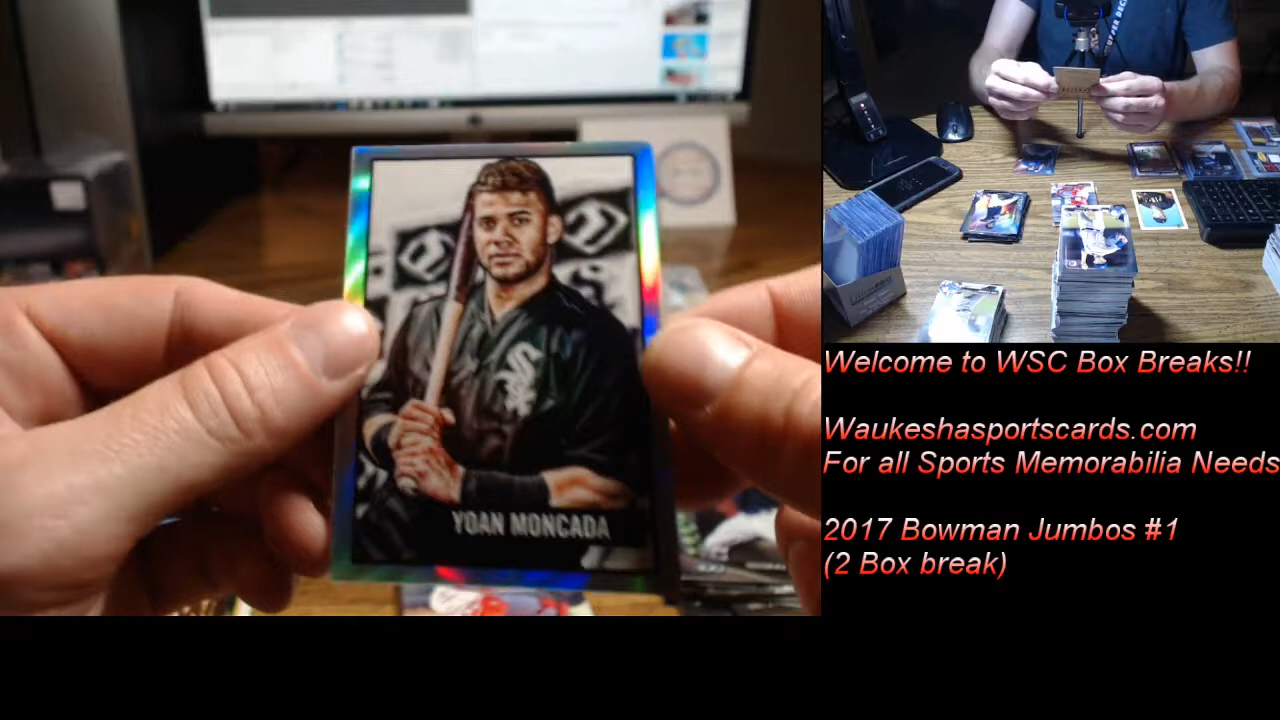 Sox
YOAN MONCADA
Welcome to WSC Box Breaks!!
Waukeshasportscards.com
For all Sports Memorabilia Needs
2017 Bowman Jumbos #1
(2 Box break)